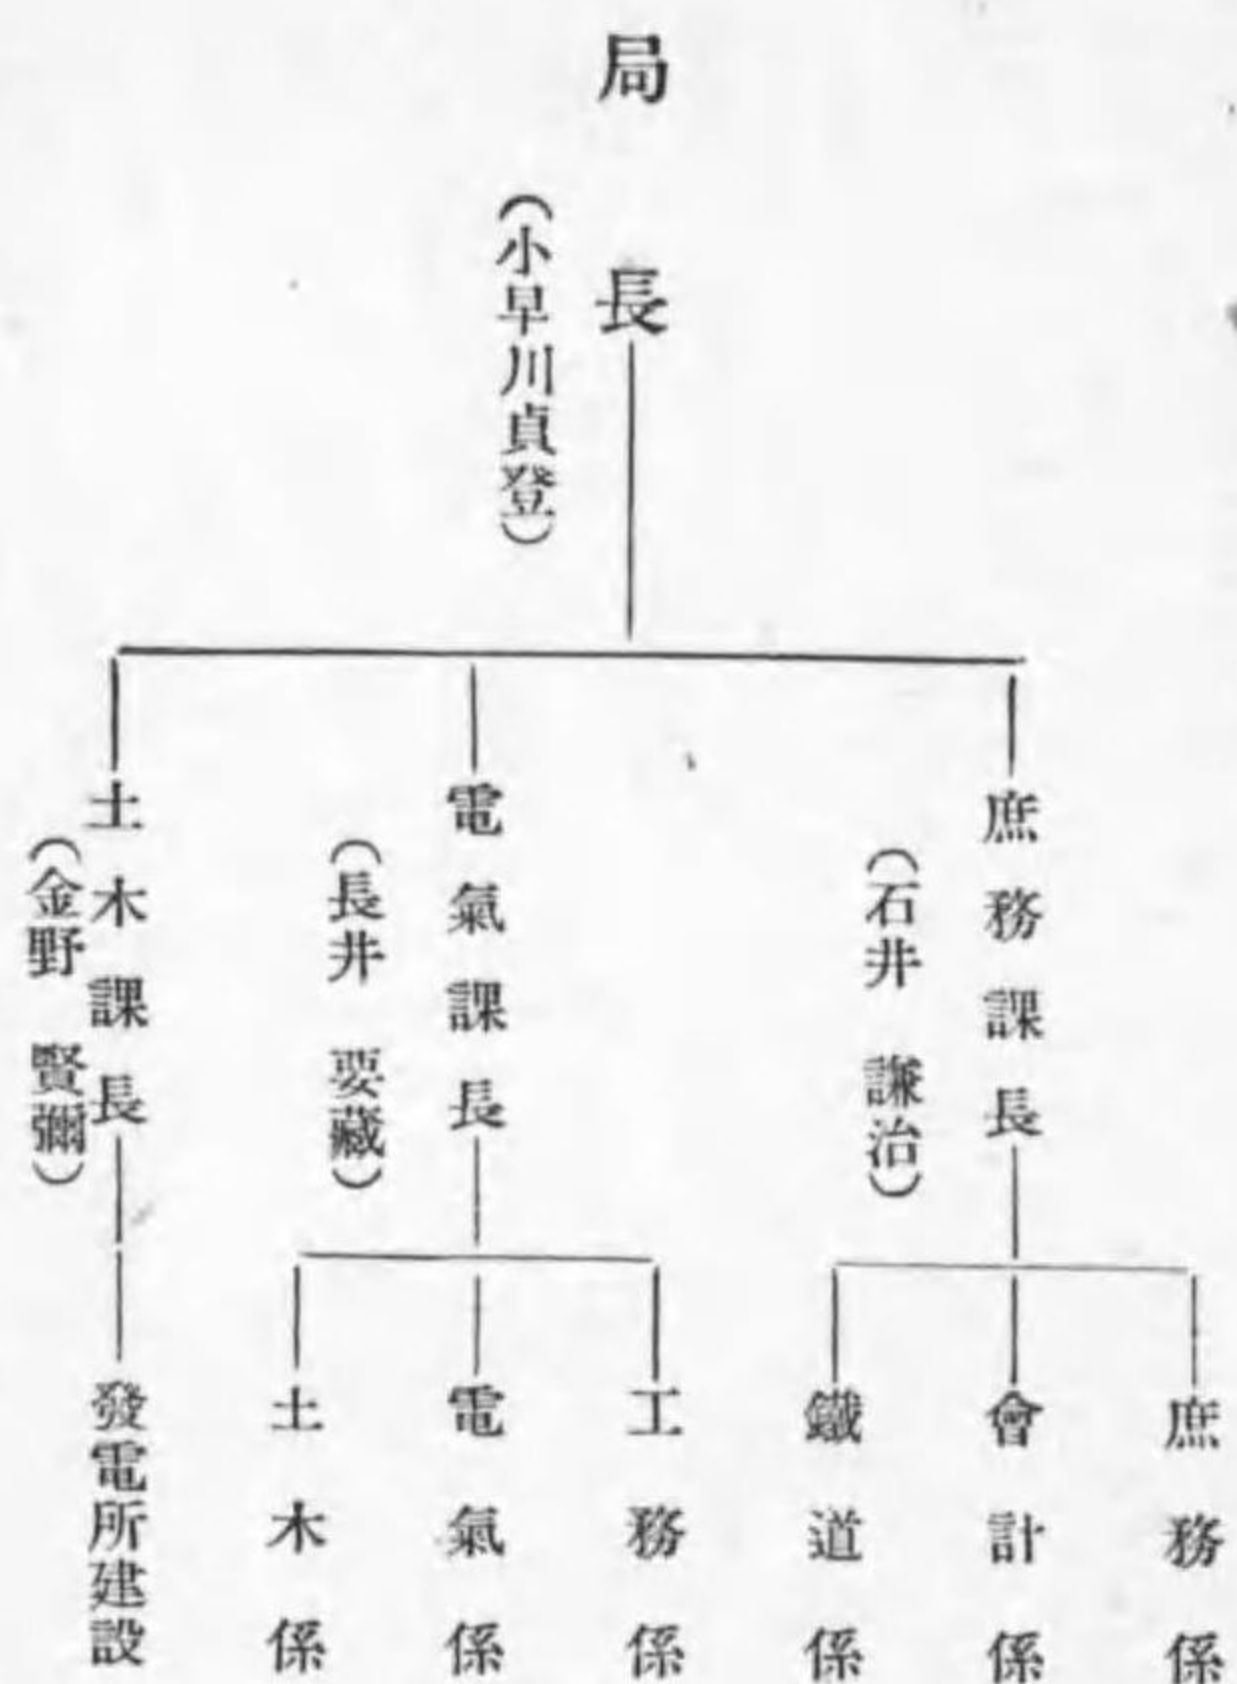 局長
(小早川貞登)
庶務課長
(石井 謙治)
庶務係
會計係
鐵道係
電氣課長
(長井 要藏)
工務係
電氣係
土木係
土木課長
(金野 賢彌)
發電所建設